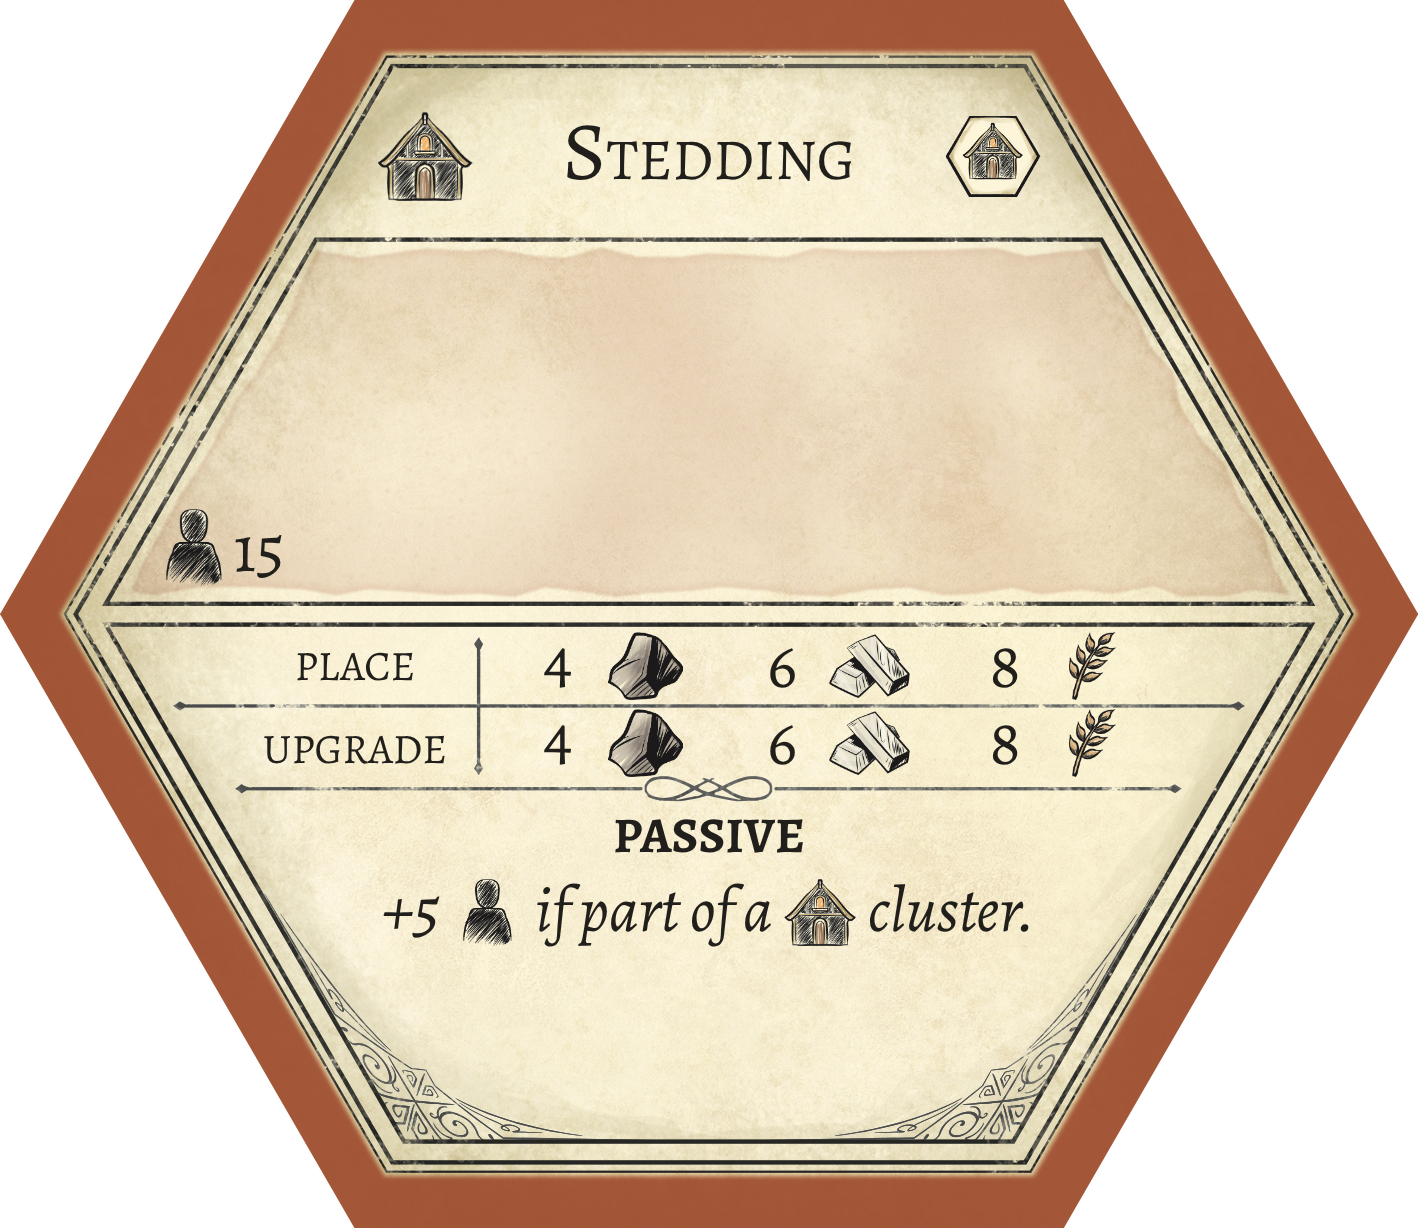 STEDDING
15
PLACE 4 6 8
UPGRADE 4 6 8
PASSIVE
+5 if part of a cluster.